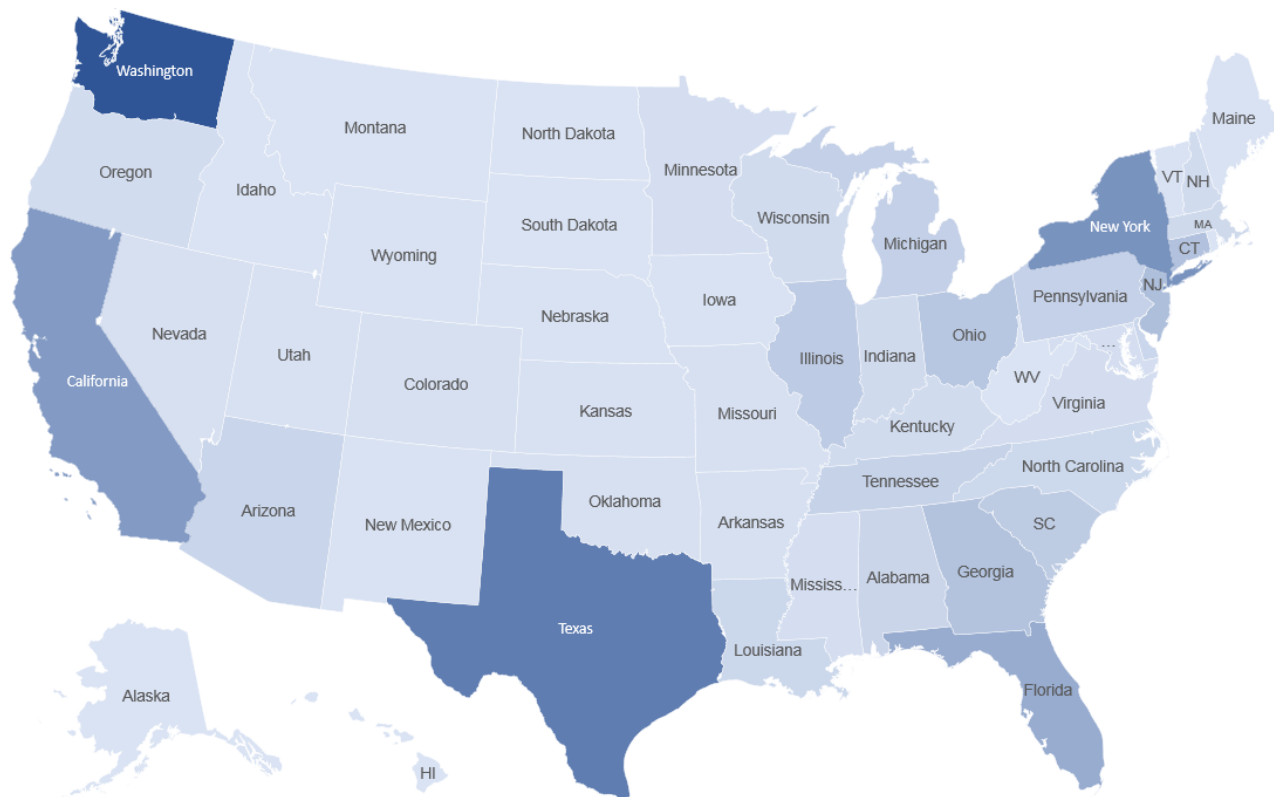 Washington
Montana
North Dakota
Minnesota
Maine
Oregon
Idaho
South Dakota
Wisconsin
Michigan
VT
NH
New York
MA
CT
Wyoming
Iowa
Pennsylvania
NJ
Nevada
Utah
Colorado
Nebraska
Illinois
Indiana
Ohio
...
WV
Virginia
California
Kansas
Missouri
Kentucky
North Carolina
Tennessee
Arizona
New Mexico
Oklahoma
Arkansas
SC
Mississ...
Alabama
Georgia
Texas
Louisiana
Florida
Alaska
HI